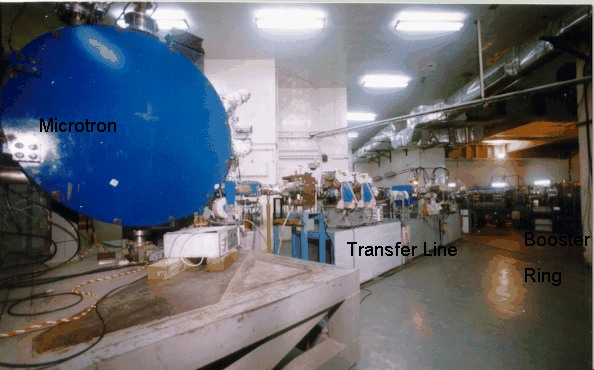 Microtron
Transfer Line
Booster
Ring